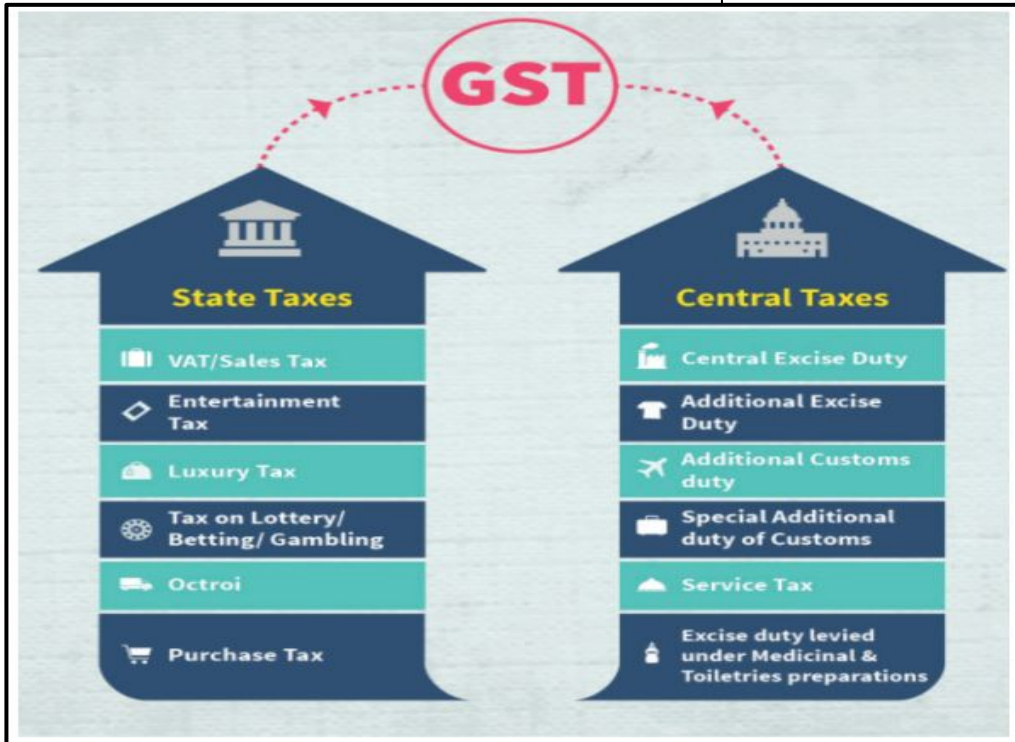 GST
State Taxes
VAT/Sales Tax
Entertainment
Tax
Luxury Tax
Tax on Lottery/
Betting/ Gambling
Octroi
Purchase Tax
Central Taxes
Central Excise Duty
Additional Excise
Duty
Additional Customs
duty
Special Additional
duty of Customs
Service Tax
Excise duty levied
under Medicinal &
Toiletries preparations